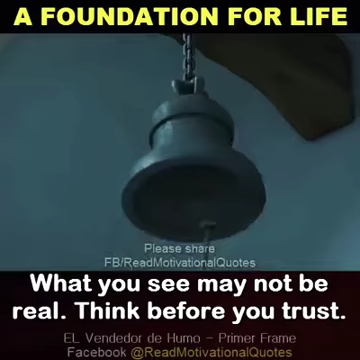 A FOUNDATION FOR LIFE
Please share
FB/ReadMotivationalQuotes
What you see may not be
real. Think before you trust.
EL Vendedor de Humo – Primer Frame
Facebook @ReadMotivationalQuotes